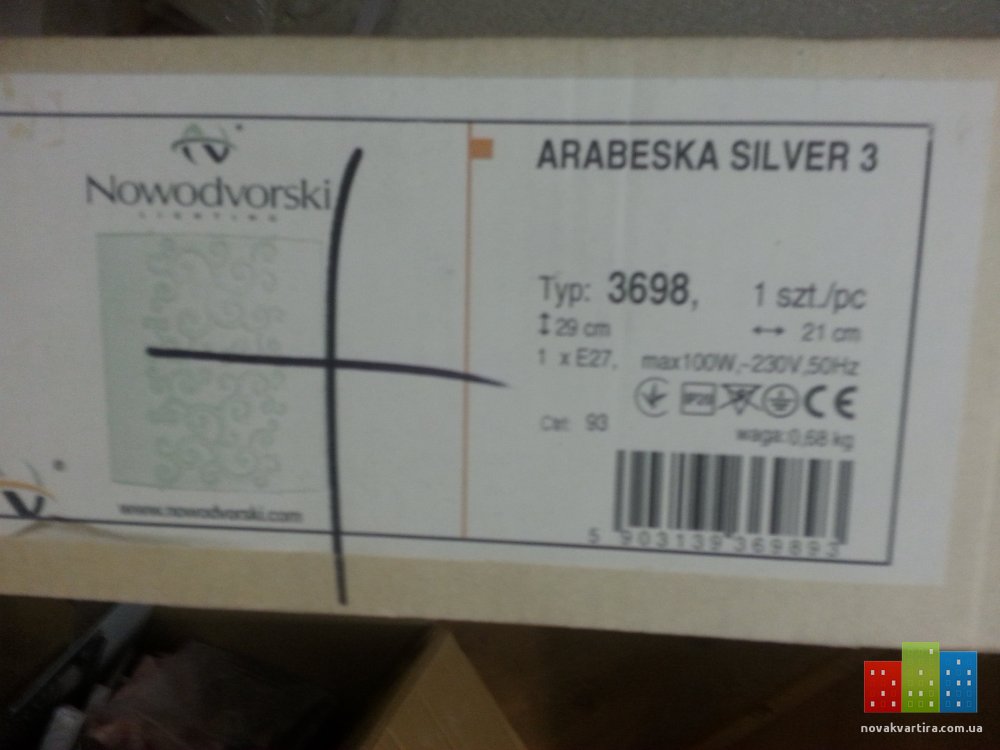 Nowodvorski
LIGHTING
www.nowodvorski.com
ARABESKA SILVER 3
Typ: 3698, 1 szt./pc
29 cm 21 cm
1 x E27, max100W,~230V,50Hz
IP20
CE
Cat: 93
waga:0,68 kg
5 903139 369893
novakvartira.com.ua